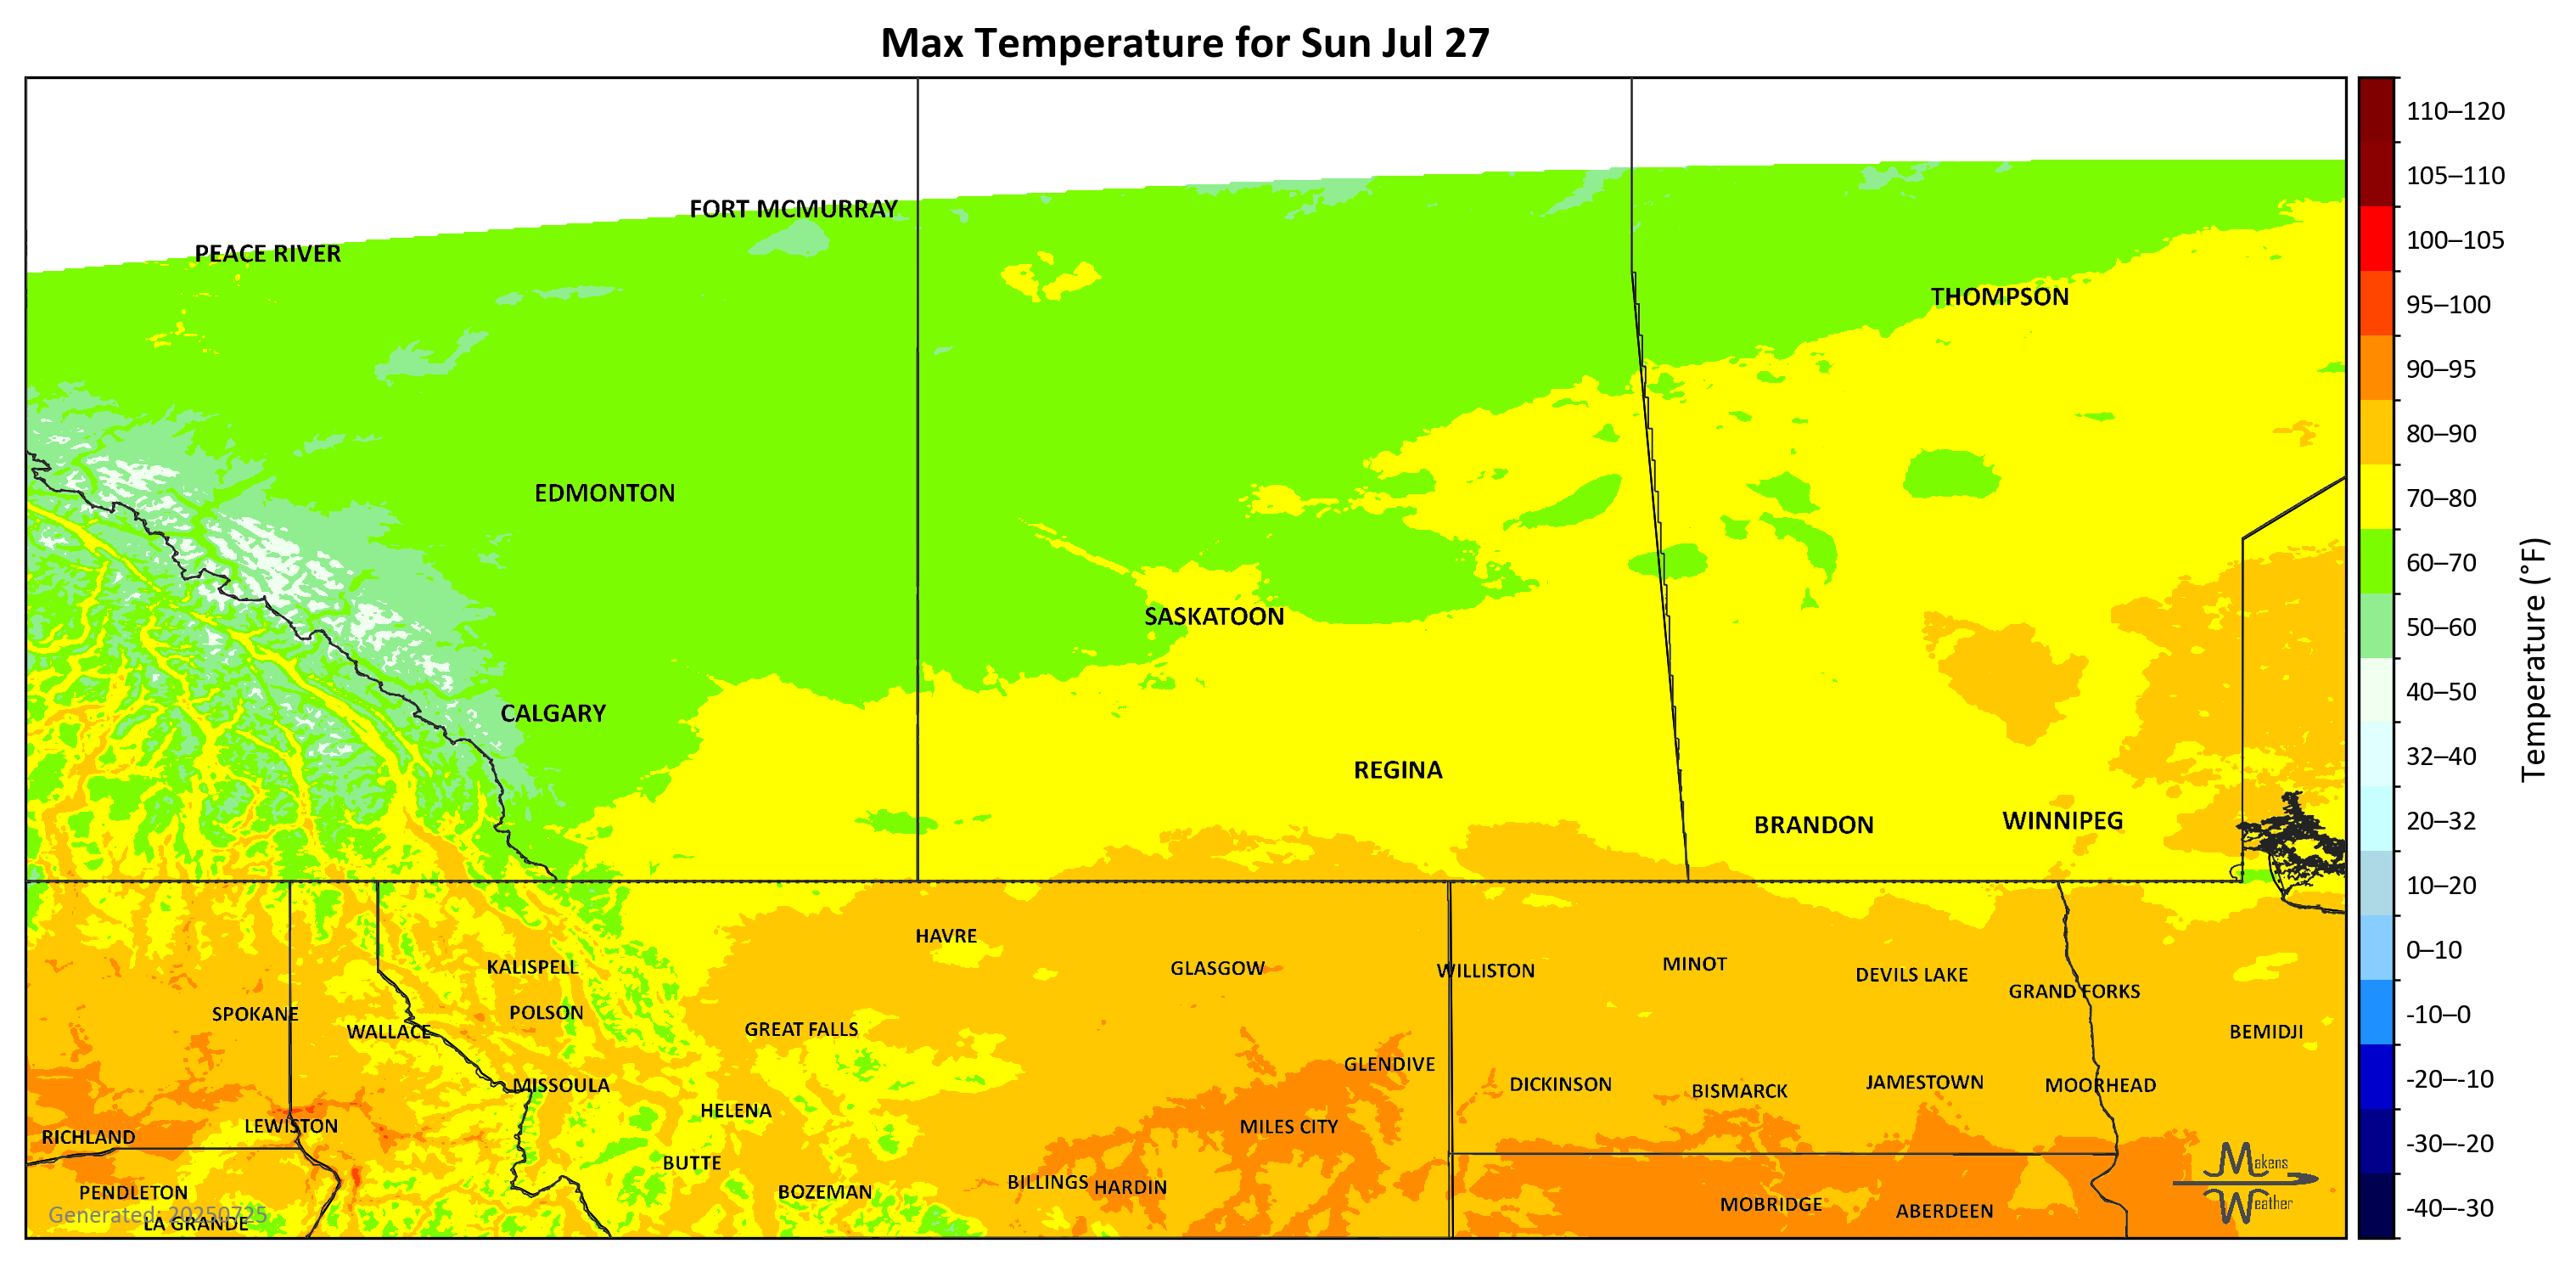 Max Temperature for Sun Jul 27
FORT MCMURRAY
PEACE RIVER
THOMPSON
EDMONTON
SASKATOON
CALGARY
REGINA
BRANDON
WINNIPEG
HAVRE
KALISPELL
GLASGOW
WILLISTON
MINOT
DEVILS LAKE
GRAND FORKS
SPOKANE
POLSON
WALLACE
GREAT FALLS
BEMIDJI
GLENDIVE
MISSOULA
DICKINSON
BISMARCK
JAMESTOWN
MOORHEAD
HELENA
LEWISTON
MILES CITY
RICHLAND
BUTTE
BILLINGS
HARDIN
PENDLETON
BOZEMAN
MOBRIDGE
ABERDEEN
Generated: 20250725
LA GRANDE
Makens
Weather
110–120
105–110
100–105
95–100
90–95
80–90
70–80
60–70
50–60
40–50
32–40
20–32
10–20
0–10
-10–0
-20–-10
-30–-20
-40–-30
Temperature (°F)